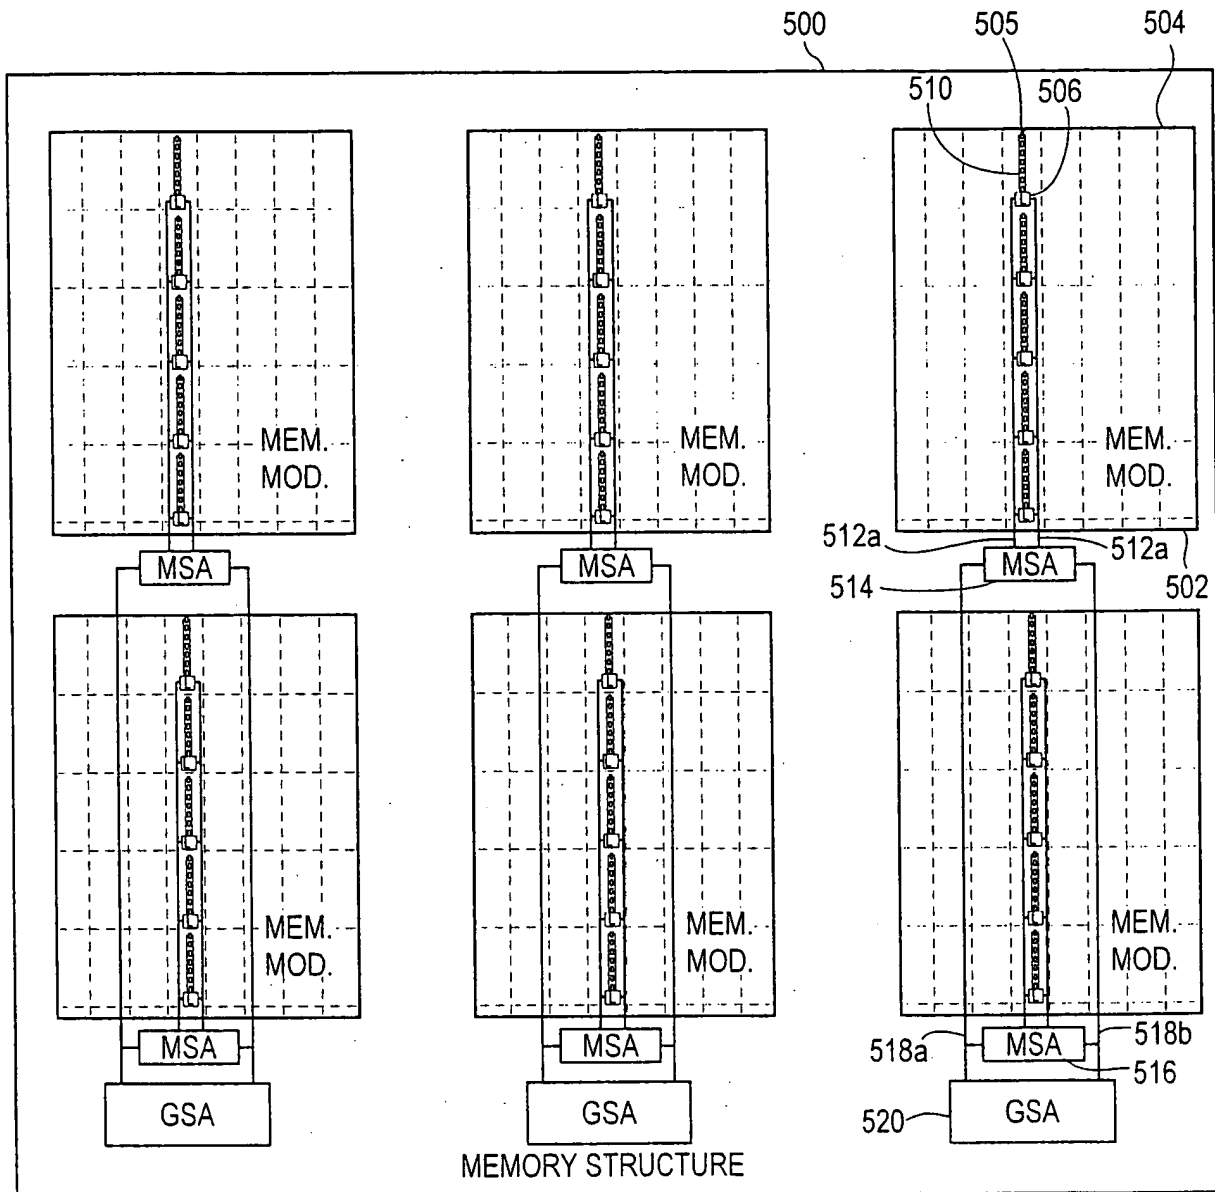 500
505
504
510
506
MEM.
MOD.
MEM.
MOD.
MEM.
MOD.
512a
512a
MSA
MSA
MSA
514
502
MEM.
MOD.
MEM.
MOD.
MEM.
MOD.
MSA
MSA
518a
MSA
518b
516
GSA
GSA
520
GSA
MEMORY STRUCTURE